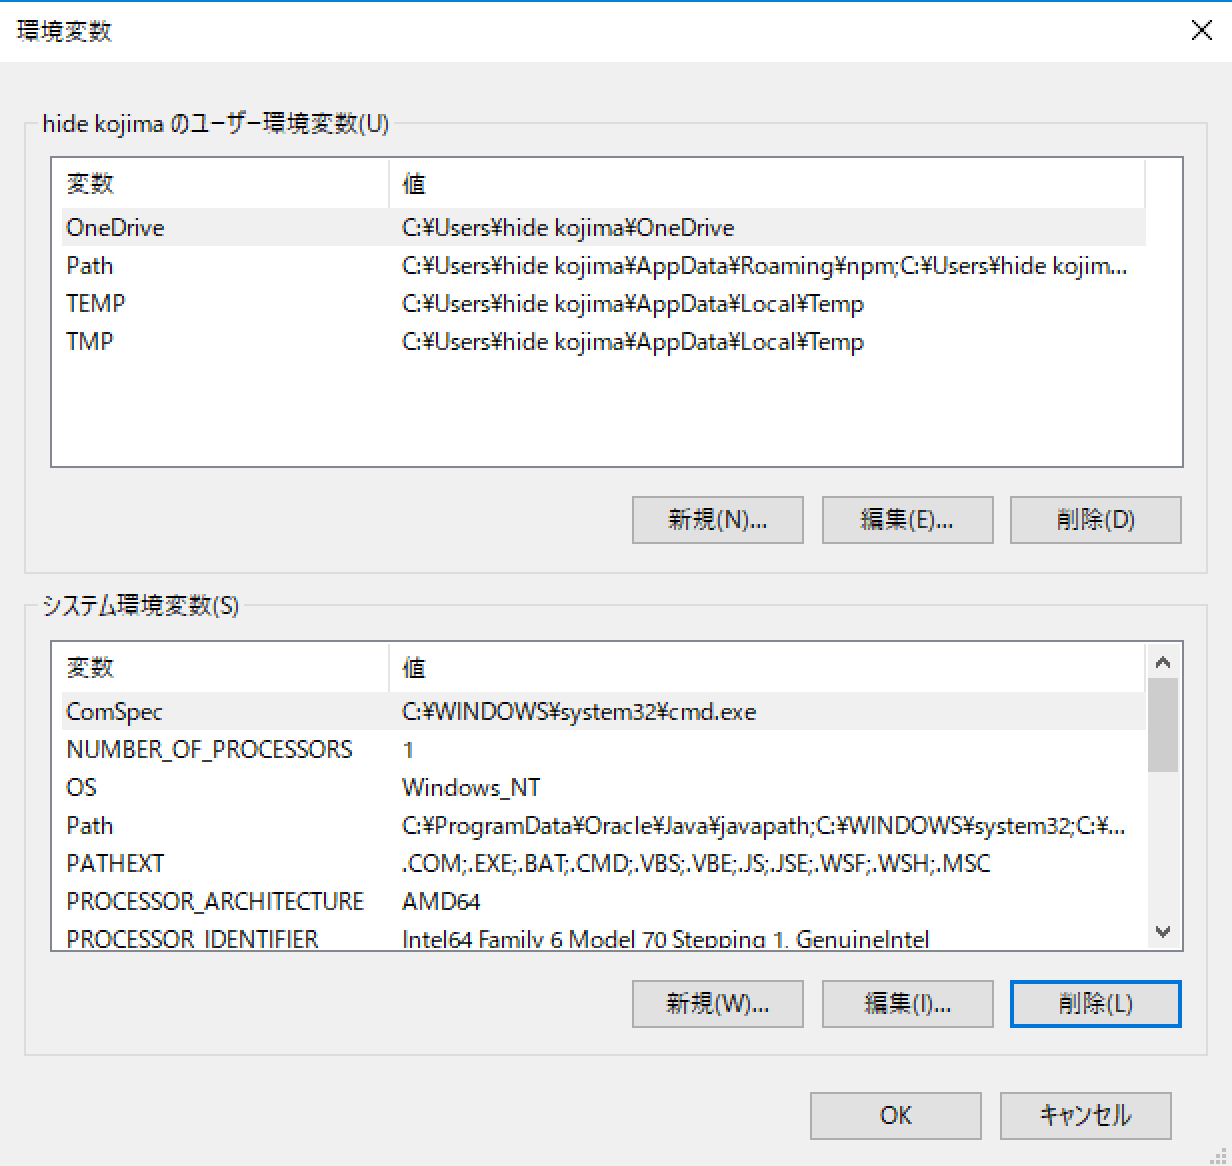 環境変数
hide kojima のユーザー環境変数(U)
変数 値
OneDrive C:¥Users¥hide kojima¥OneDrive
Path C:¥Users¥hide kojima¥AppData¥Roaming¥npm;C:¥Users¥hide kojim...
TEMP C:¥Users¥hide kojima¥AppData¥Local¥Temp
TMP C:¥Users¥hide kojima¥AppData¥Local¥Temp
新規(N)... 編集(E)... 削除(D)
システム環境変数(S)
変数 値
ComSpec C:¥WINDOWS¥system32¥cmd.exe
NUMBER_OF_PROCESSORS 1
OS Windows_NT
Path C:¥ProgramData¥Oracle¥Java¥javapath;C:¥WINDOWS¥system32;C:¥...
PATHEXT .COM;.EXE;.BAT;.CMD;.VBS;.VBE;.JS;.JSE;.WSF;.WSH;.MSC
PROCESSOR_ARCHITECTURE AMD64
PROCESSOR_IDENTIFIER Intel64 Family 6 Model 70 Stepping 1, GenuineIntel
新規(W)... 編集(I)... 削除(L)
OK キャンセル